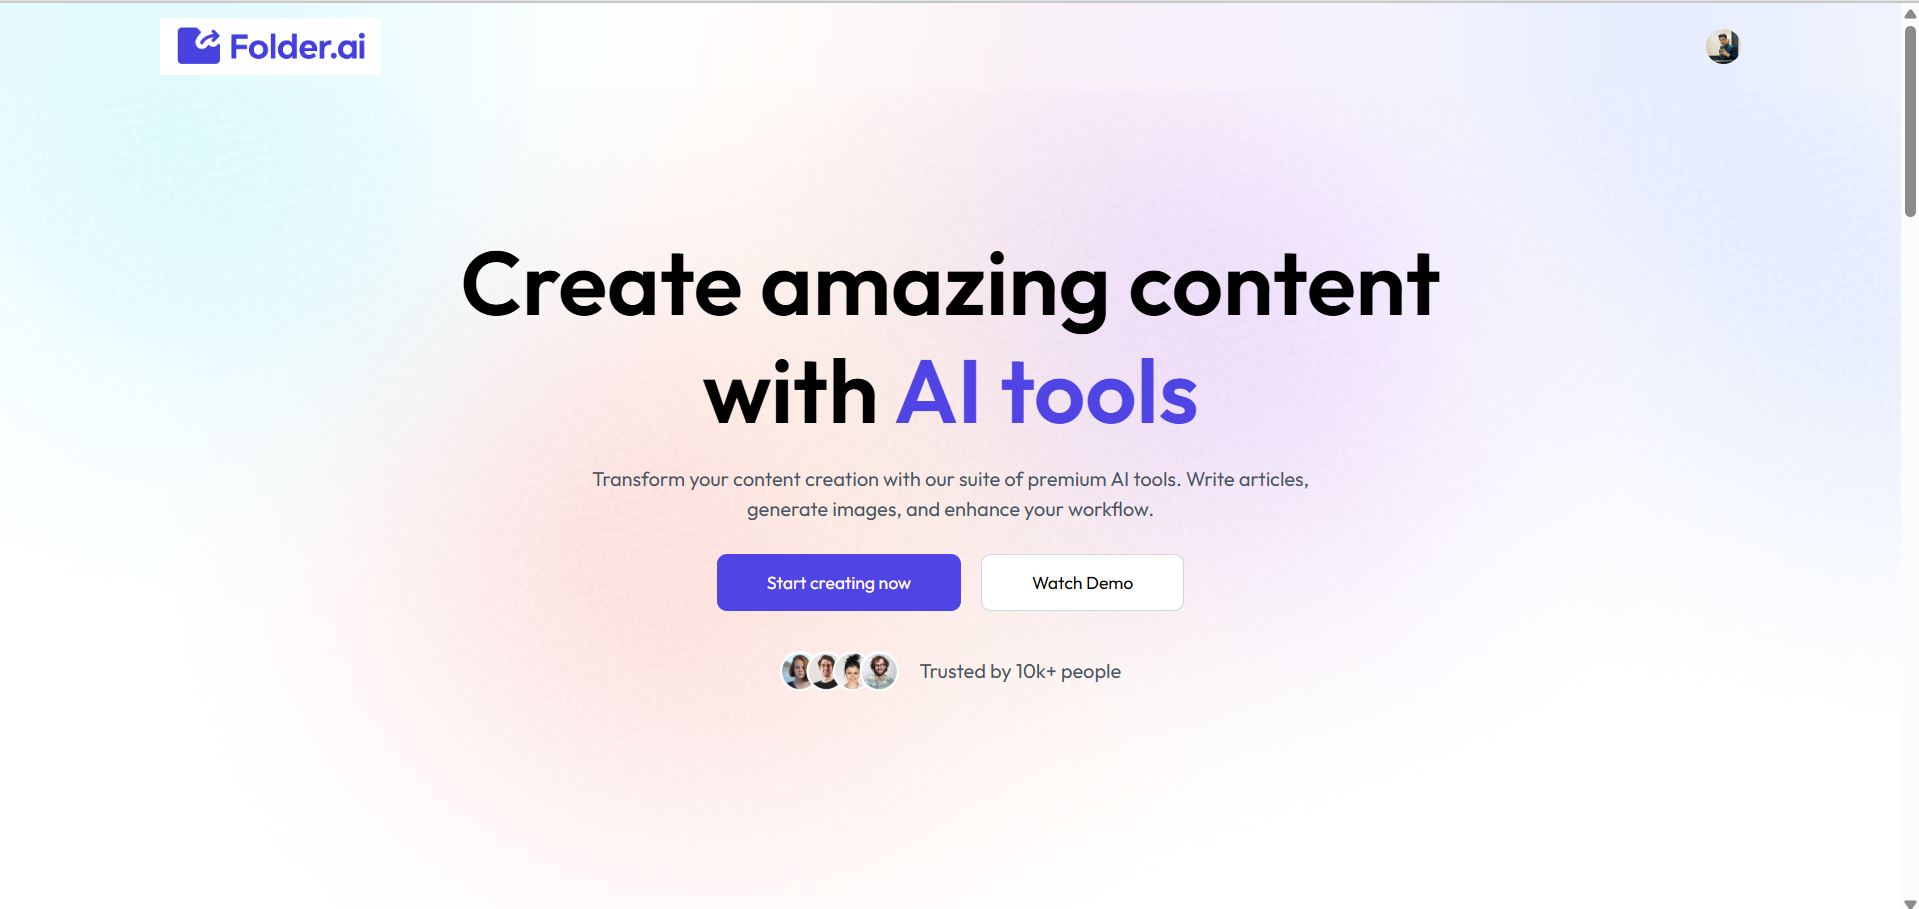 Folder.ai
Create amazing content
with AI tools
Transform your content creation with our suite of premium AI tools. Write articles,
generate images, and enhance your workflow.
Start creating now
Watch Demo
Trusted by 10k+ people